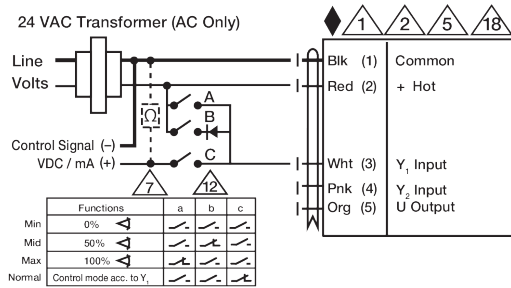 24 VAC Transformer (AC Only)
1 2 5 18
Line
Volts
Blk (1) Common
Red (2) + Hot
A
B
C
Ω
Control Signal (–)
VDC / mA (+)
7 12
Wht (3) Y1 Input
Pnk (4) Y2 Input
Org (5) U Output
Functions a b c
Min 0%
Mid 50%
Max 100%
Normal Control mode acc. to Y1